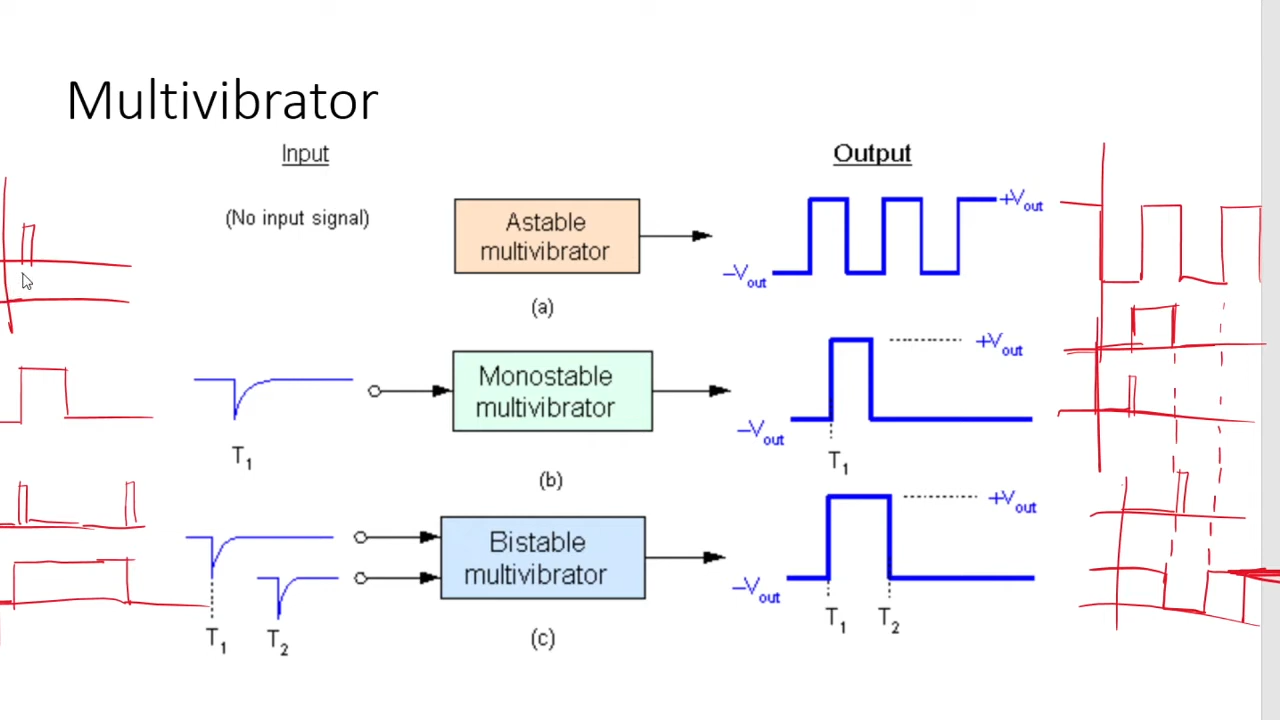 Multivibrator
Input
Output
(No input signal)
Astable
multivibrator
+Vout
−Vout
(a)
Monostable
multivibrator
+Vout
−Vout
T1
T1
(b)
Bistable
multivibrator
+Vout
−Vout
T1
T2
T1
T2
(c)